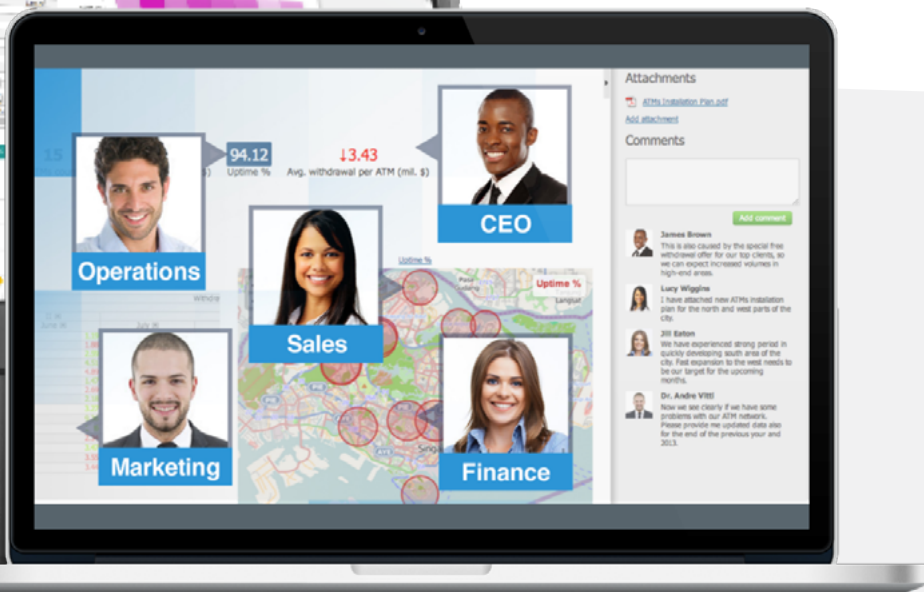 15
94.12
Uptime %
↓3.43
Avg. withdrawal per ATM (mil. $)
CEO
Operations
Uptime %
Uptime %
Sales
July
Marketing
Finance
Attachments
ATMs Installation Plan.pdf
Add attachment
Comments
Add comment
James Brown
This is also caused by the special free
withdrawal offer for our top clients, so
we can expect increased volumes in
high-end areas.
Lucy Wiggins
I have attached new ATMs installation
plan for the north and west parts of the
city.
Jill Eaton
We have experienced strong period in
quickly developing south area of the
city. Fast expansion to the west needs to
be our target for the upcoming
months.
Dr. Andre Vitti
Now we see clearly if we have some
problems with our ATM network.
Please provide me updated data also
for the end of the previous year and
2013.